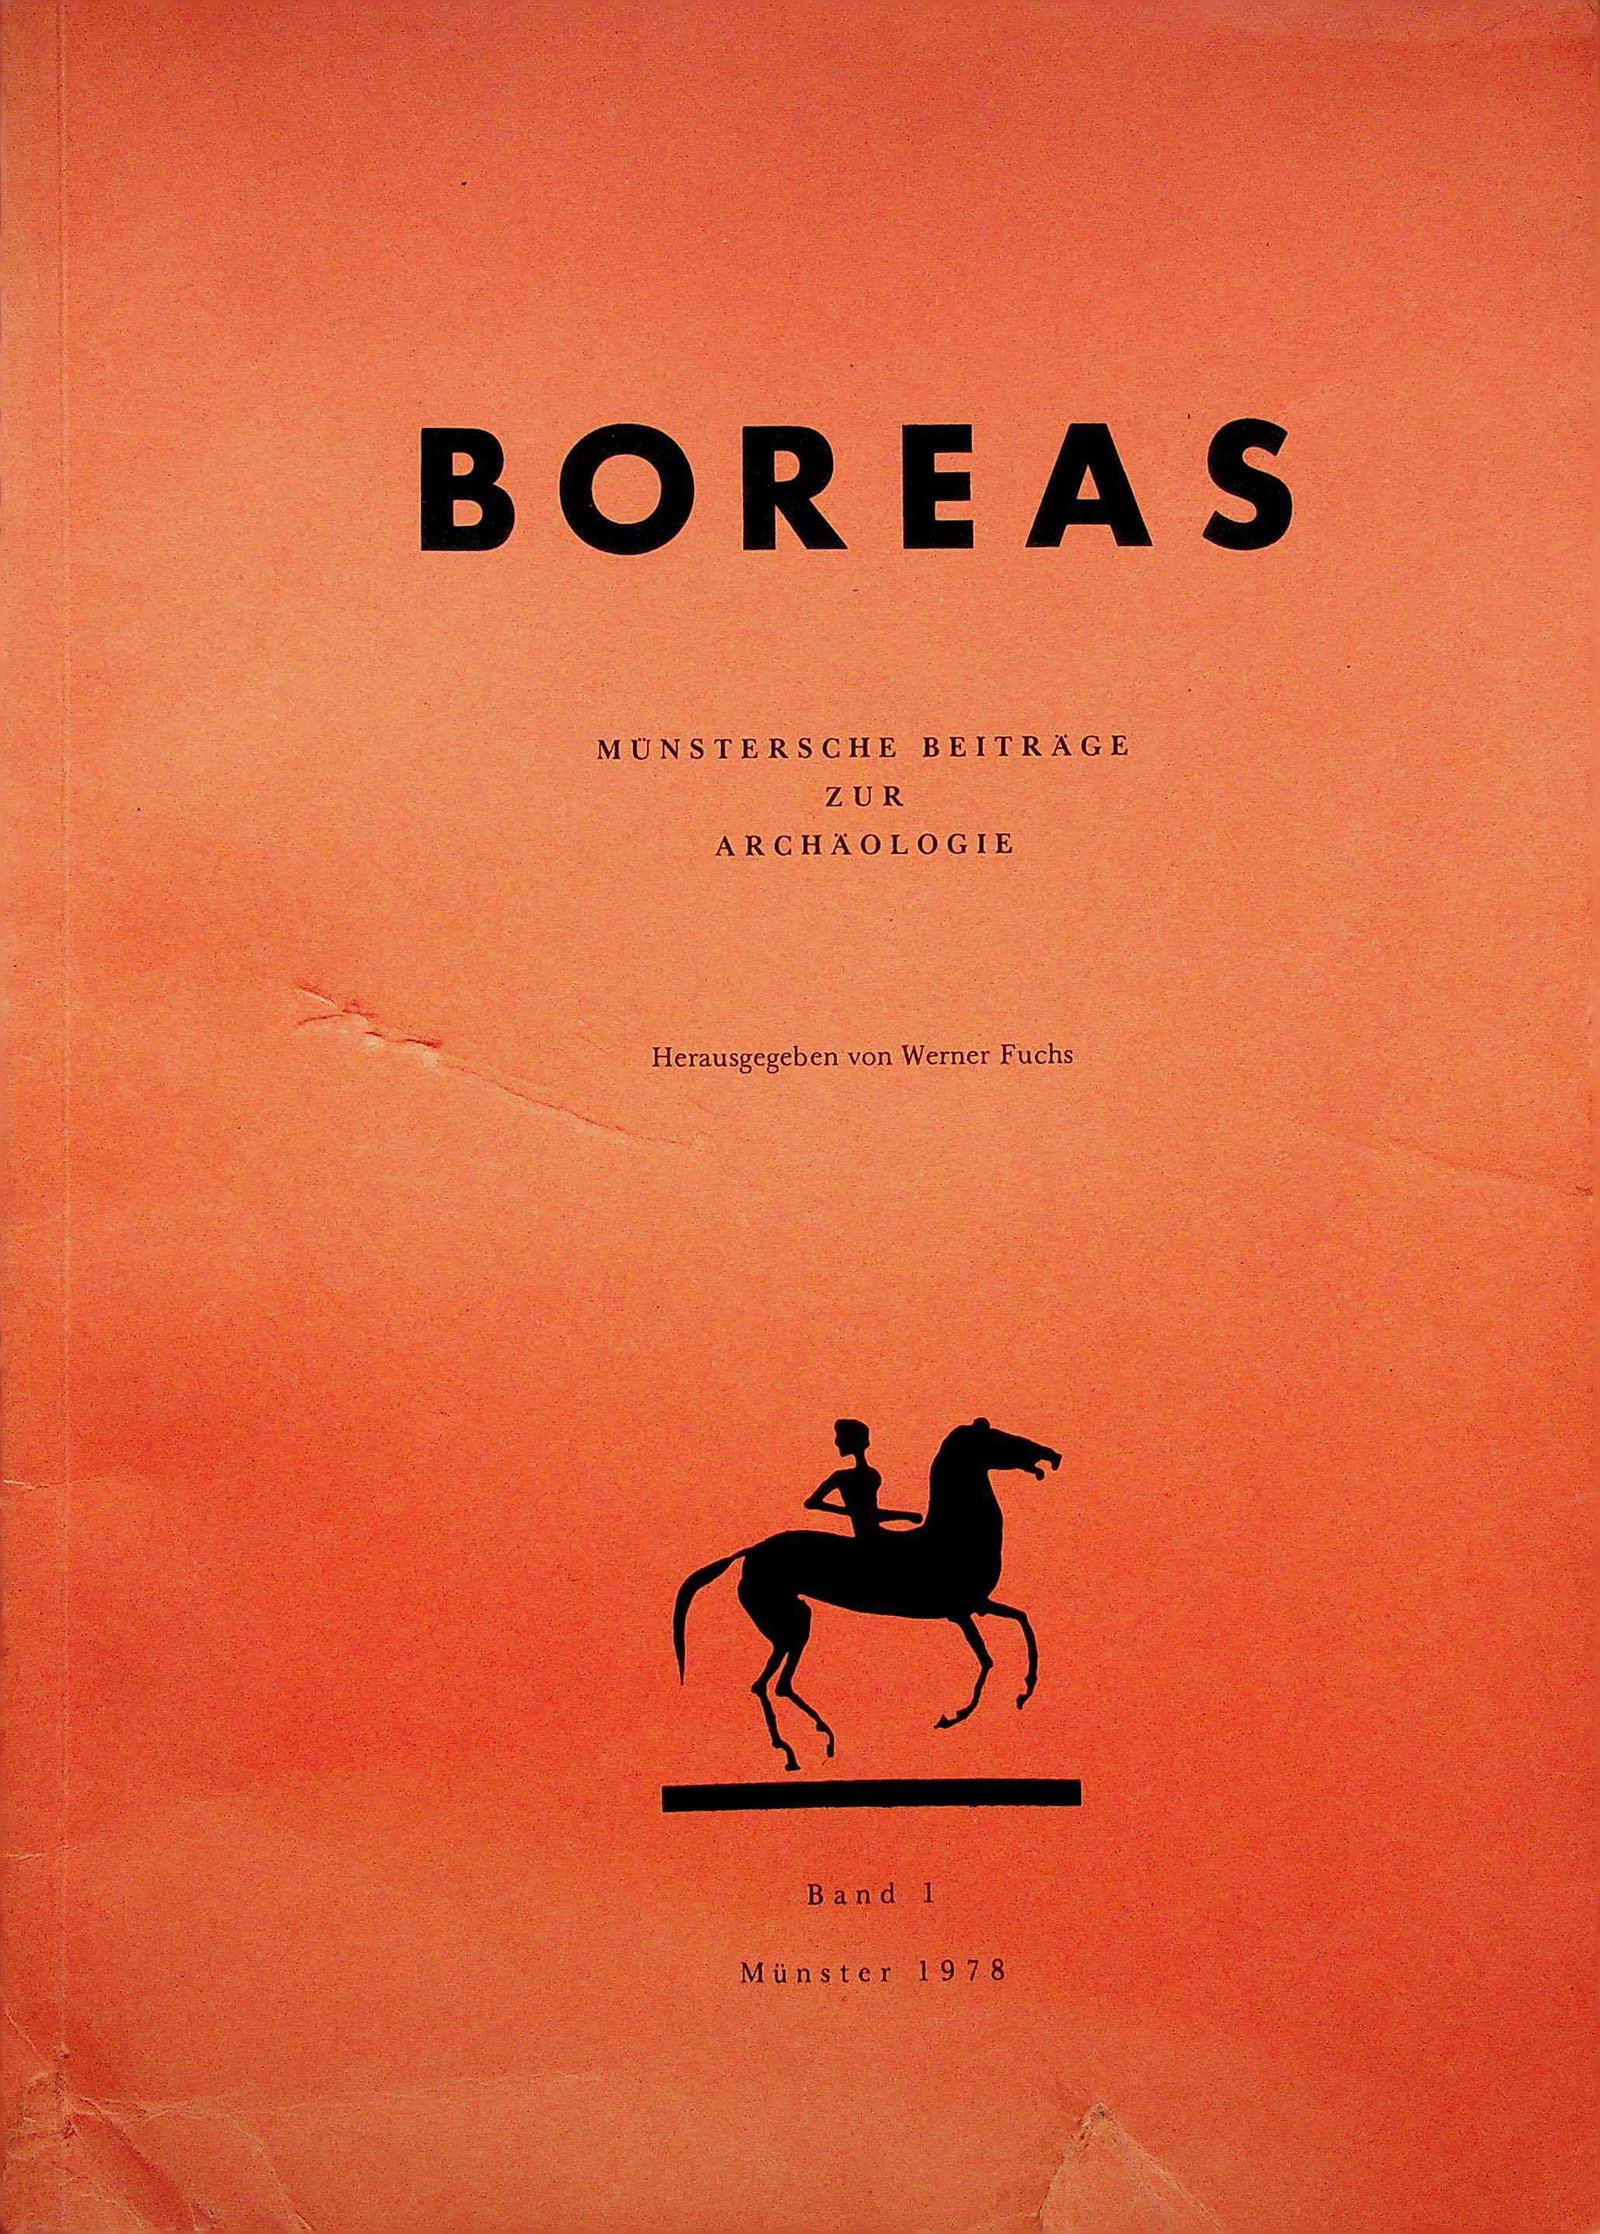 BOREAS
MÜNSTERSCHE BEITRÄGE
ZUR
ARCHÄOLOGIE
Herausgegeben von Werner Fuchs
Band 1
Münster 1978